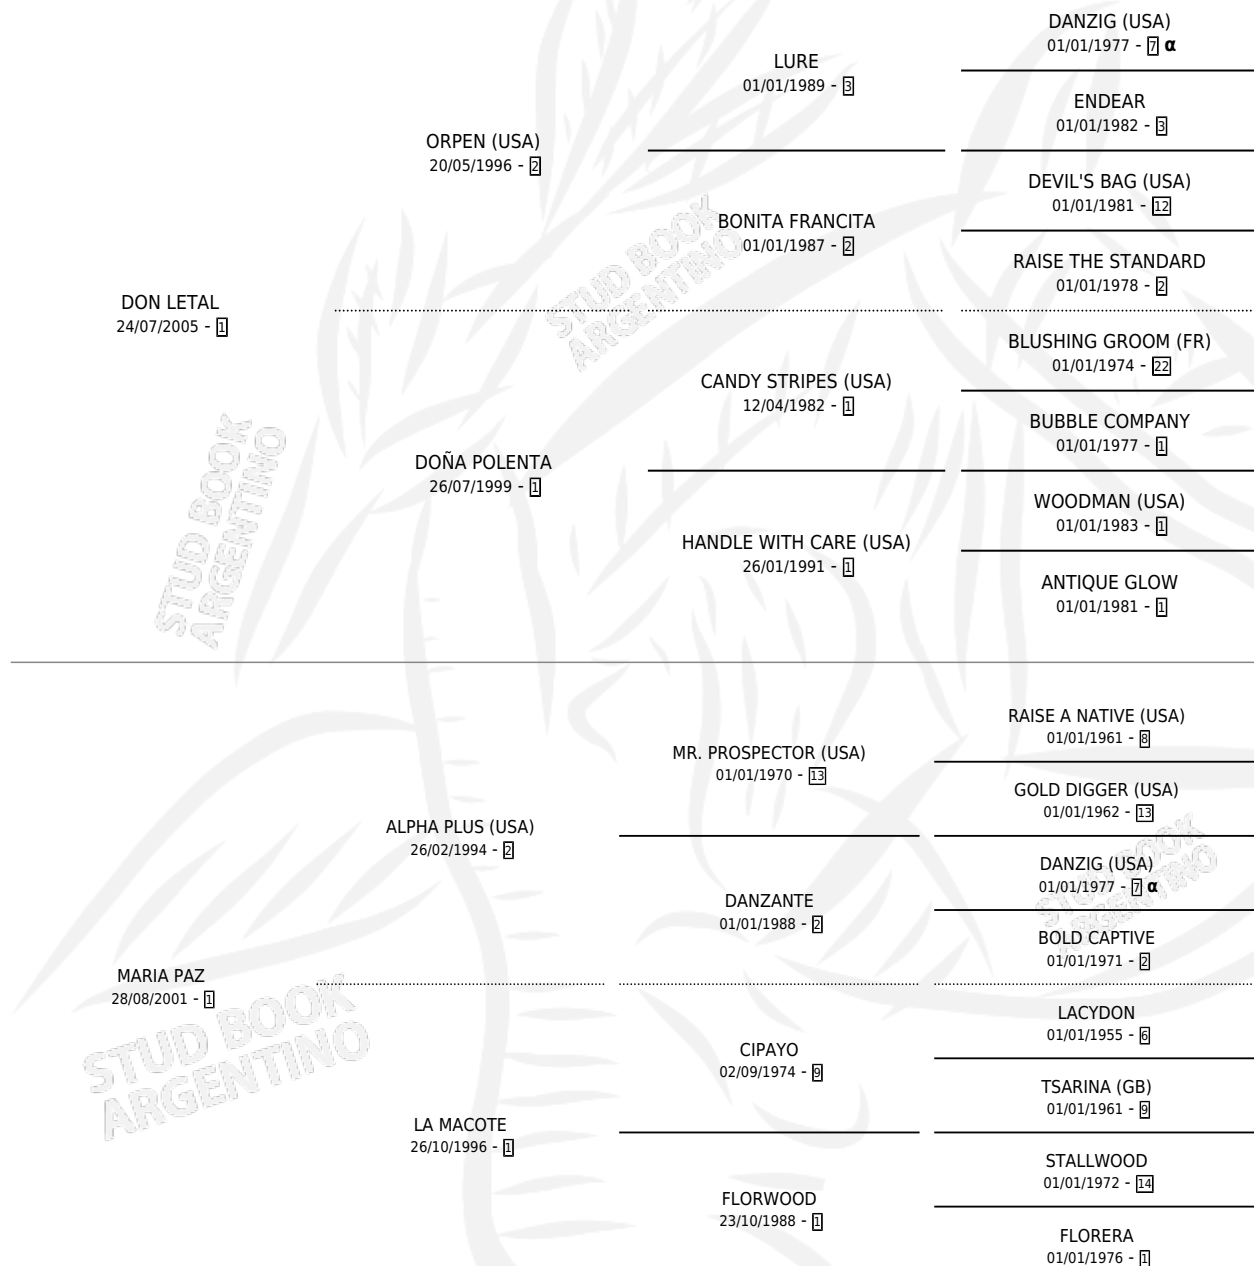 DANZIG (USA)
01/01/1977 - 7 α
LURE
01/01/1989 - 3
ENDEAR
01/01/1982 - 3
ORPEN (USA)
20/05/1996 - 2
DEVIL'S BAG (USA)
01/01/1981 - 12
BONITA FRANCITA
01/01/1987 - 2
RAISE THE STANDARD
01/01/1978 - 2
STUD BOOK
ARGENTINO
DON LETAL
24/07/2005 - 1
BLUSHING GROOM (FR)
01/01/1974 - 22
CANDY STRIPES (USA)
12/04/1982 - 1
BUBBLE COMPANY
01/01/1977 - 1
DOÑA POLENTA
26/07/1999 - 1
WOODMAN (USA)
01/01/1983 - 1
HANDLE WITH CARE (USA)
26/01/1991 - 1
ANTIQUE GLOW
01/01/1981 - 1
STUD BOOK
ARGENTINO
RAISE A NATIVE (USA)
01/01/1961 - 8
MR. PROSPECTOR (USA)
01/01/1970 - 13
GOLD DIGGER (USA)
01/01/1962 - 13
ALPHA PLUS (USA)
26/02/1994 - 2
DANZIG (USA)
01/01/1977 - 7 α
DANZANTE
01/01/1988 - 2
BOLD CAPTIVE
01/01/1971 - 2
STUD BOOK
ARGENTINO
MARIA PAZ
28/08/2001 - 1
LACYDON
01/01/1955 - 6
CIPAYO
02/09/1974 - 9
TSARINA (GB)
01/01/1961 - 9
LA MACOTE
26/10/1996 - 1
STALLWOOD
01/01/1972 - 14
FLORWOOD
23/10/1988 - 1
FLORERA
01/01/1976 - 1
STUD BOOK
ARGENTINO